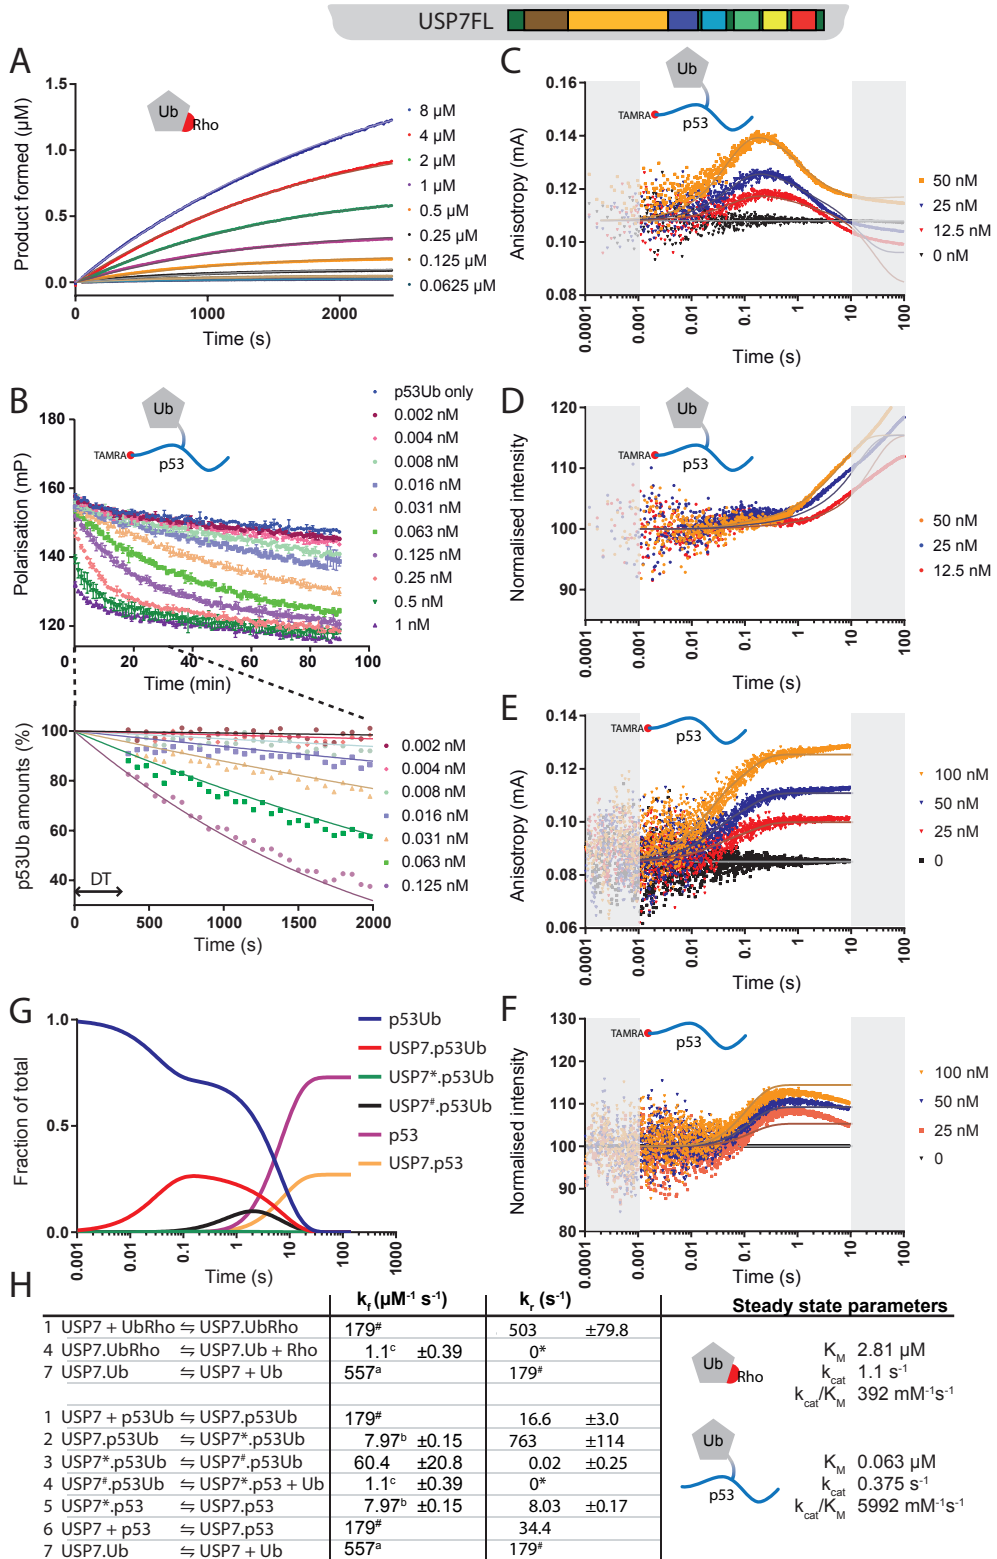 USP7FL
A
Product formed (µM)
1.5
1.0
0.5
0.0
0
1000
2000
Time (s)
Ub
Rho
8 µM
4 µM
2 µM
1 µM
0.5 µM
0.25 µM
0.125 µM
0.0625 µM
B
Polarisation (mP)
180
160
140
120
0
20
40
60
80
100
Time (min)
Ub
TAMRA
p53
p53Ub only
0.002 nM
0.004 nM
0.008 nM
0.016 nM
0.031 nM
0.063 nM
0.125 nM
0.25 nM
0.5 nM
1 nM
p53Ub amounts (%)
100
80
60
40
DT
0
500
1000
1500
2000
Time (s)
0.002 nM
0.004 nM
0.008 nM
0.016 nM
0.031 nM
0.063 nM
0.125 nM
C
Anisotropy (mA)
0.16
0.14
0.12
0.10
0.08
0.0001
0.001
0.01
0.1
1
10
100
Time (s)
Ub
TAMRA
p53
50 nM
25 nM
12.5 nM
0 nM
D
Normalised intensity
120
110
100
90
0.0001
0.001
0.01
0.1
1
10
100
Time (s)
Ub
TAMRA
p53
50 nM
25 nM
12.5 nM
E
Anisotropy (mA)
0.14
0.12
0.10
0.08
0.06
0.0001
0.001
0.01
0.1
1
10
100
Time (s)
TAMRA
p53
100 nM
50 nM
25 nM
0
F
Normalised intensity
130
120
110
100
90
80
0.0001
0.001
0.01
0.1
1
10
100
Time (s)
TAMRA
p53
100 nM
50 nM
25 nM
0
G
Fraction of total
1.0
0.5
0.0
0.001
0.01
0.1
1
10
100
1000
Time (s)
p53Ub
USP7.p53Ub
USP7*.p53Ub
USP7#.p53Ub
p53
USP7.p53
H
kf (µM-1 s-1) kr (s-1)
1 USP7 + UbRho ⇋ USP7.UbRho 179# 503 ±79.8
4 USP7.UbRho ⇋ USP7.Ub + Rho 1.1c ±0.39 0*
7 USP7.Ub ⇋ USP7 + Ub 557a 179#
1 USP7 + p53Ub ⇋ USP7.p53Ub 179# 16.6 ±3.0
2 USP7.p53Ub ⇋ USP7*.p53Ub 7.97b ±0.15 763 ±114
3 USP7*.p53Ub ⇋ USP7#.p53Ub 60.4 ±20.8 0.02 ±0.25
4 USP7#.p53Ub ⇋ USP7*.p53 + Ub 1.1c ±0.39 0*
5 USP7*.p53 ⇋ USP7.p53 7.97b ±0.15 8.03 ±0.17
6 USP7 + p53 ⇋ USP7.p53 179# 34.4
7 USP7.Ub ⇋ USP7 + Ub 557a 179#
Steady state parameters
Ub
Rho
KM 2.81 µM
kcat 1.1 s-1
kcat/KM 392 mM-1s-1
Ub
p53
KM 0.063 µM
kcat 0.375 s-1
kcat/KM 5992 mM-1s-1